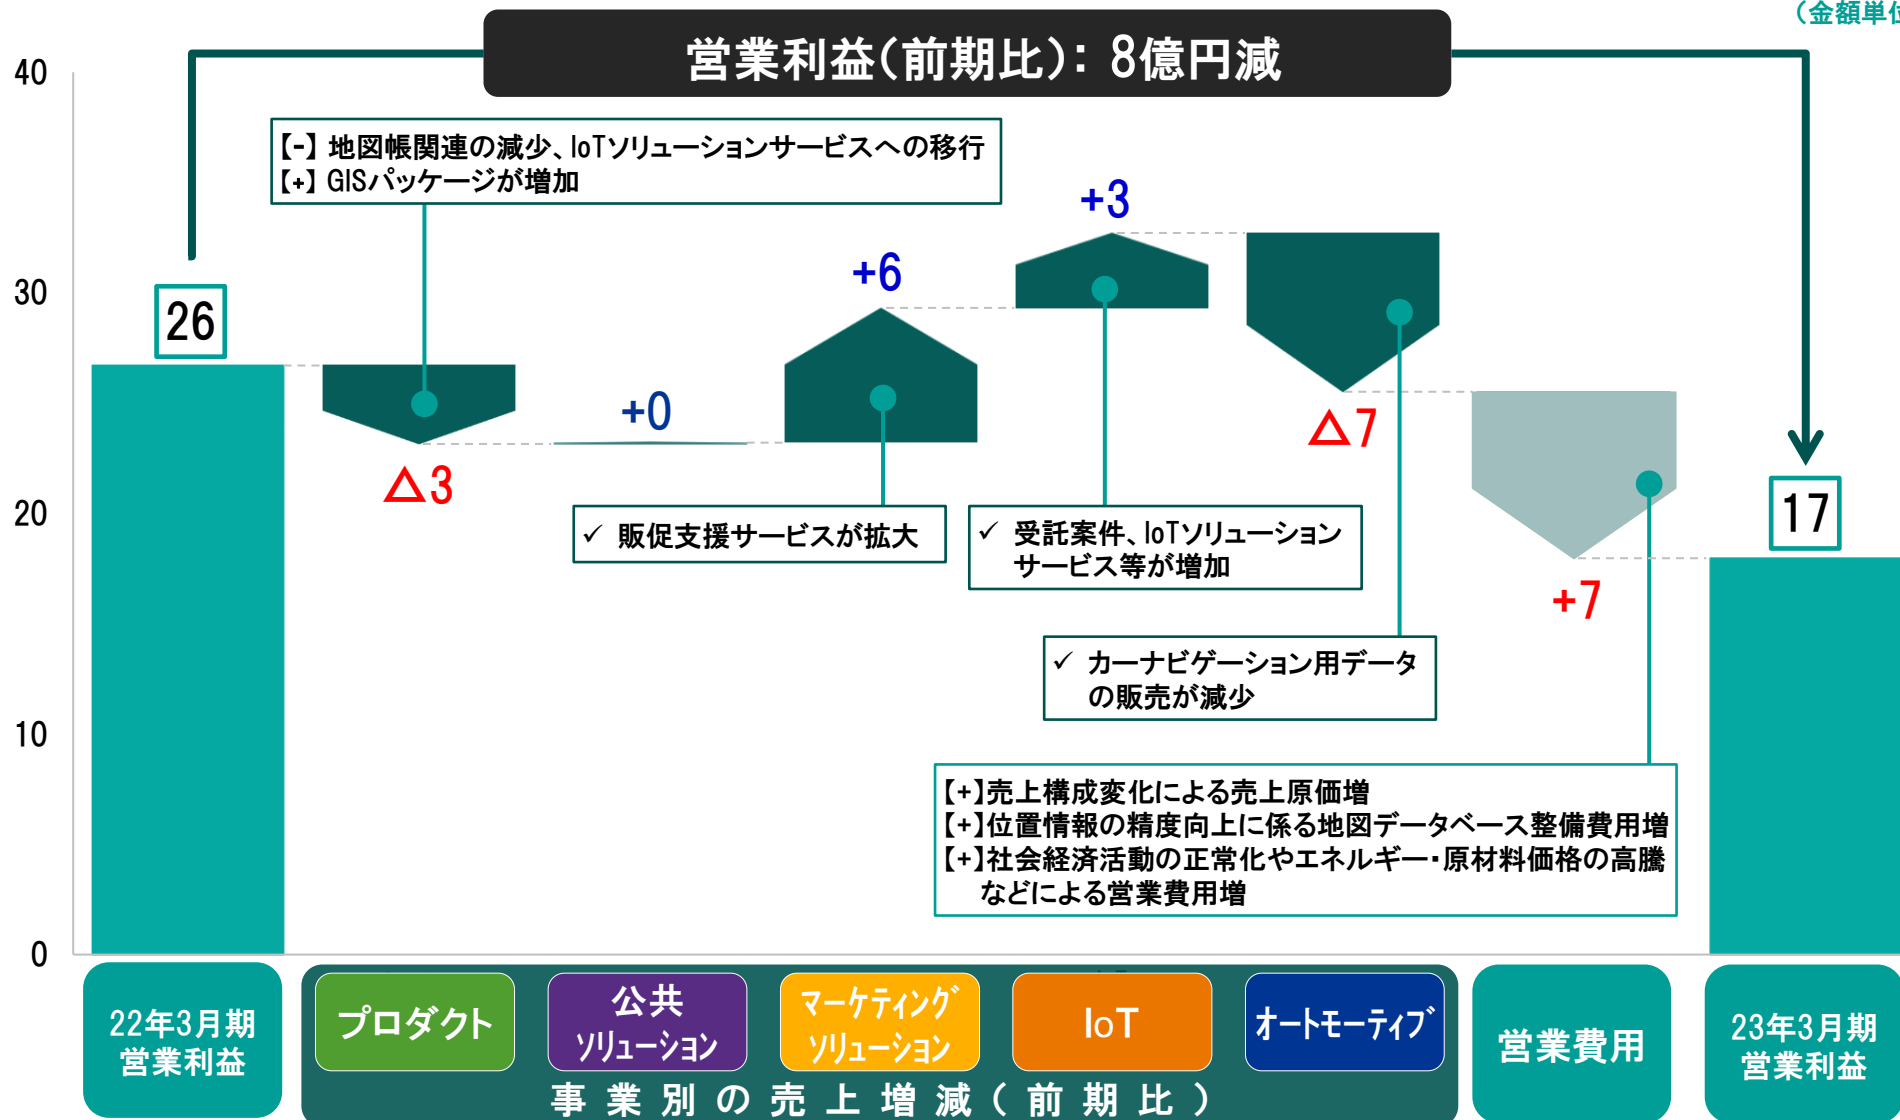 (金額単位
営業利益(前期比):8億円減
40
30
20
10
0
【-】 地図帳関連の減少、IoTソリューションサービスへの移行
【+】 GISパッケージが増加
26
△3
+0
+6
+3
△7
+7
17
✓ 販促支援サービスが拡大
✓ 受託案件、IoTソリューション
サービス等が増加
✓ カーナビゲーション用データ
の販売が減少
【+】売上構成変化による売上原価増
【+】位置情報の精度向上に係る地図データベース整備費用増
【+】社会経済活動の正常化やエネルギー・原材料価格の高騰
などによる営業費用増
22年3月期
営業利益
プロダクト
公共
ソリューション
マーケティング
ソリューション
IoT
オートモーティブ
営業費用
23年3月期
営業利益
事業別の売上増減(前期比)